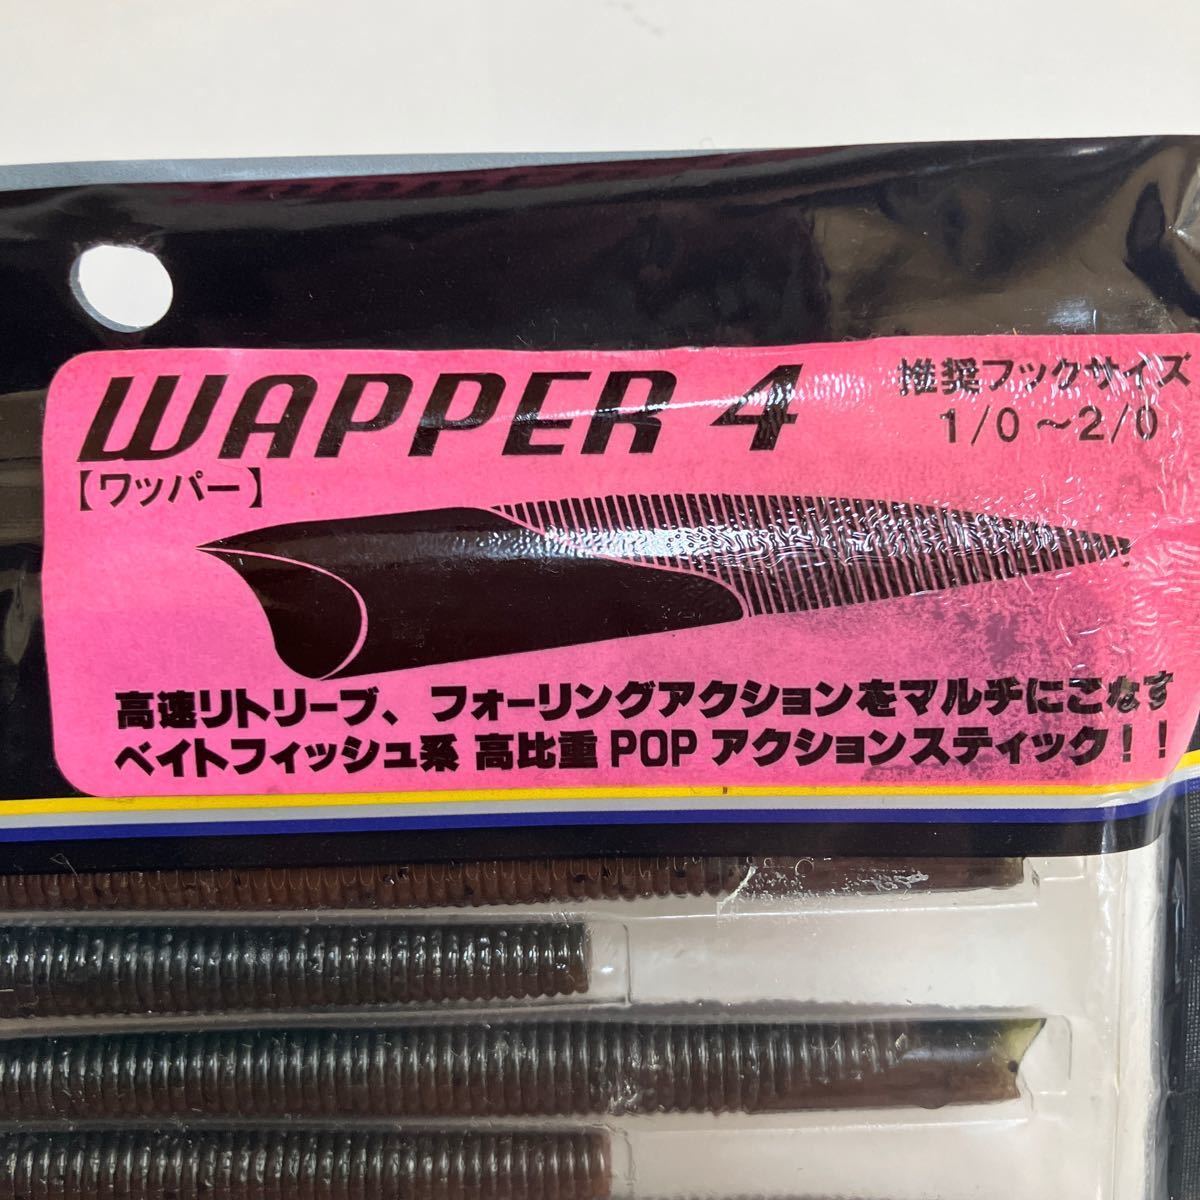 WAPPER 4
【ワッパー】
推奨フックサイズ
1/0～2/0
高速リトリーブ、フォーリングアクションをマルチにこなす
ベイトフィッシュ系 高比重 POP アクションスティック！！